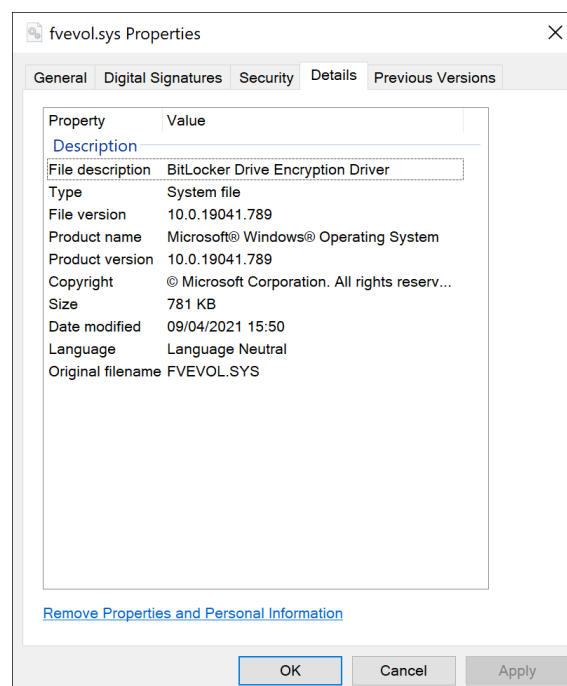 fvevol.sys Properties
General Digital Signatures Security Details Previous Versions
Property Value
Description
File description BitLocker Drive Encryption Driver
Type System file
File version 10.0.19041.789
Product name Microsoft® Windows® Operating System
Product version 10.0.19041.789
Copyright © Microsoft Corporation. All rights reserv...
Size 781 KB
Date modified 09/04/2021 15:50
Language Language Neutral
Original filename FVEVOL.SYS
Remove Properties and Personal Information
OK Cancel Apply